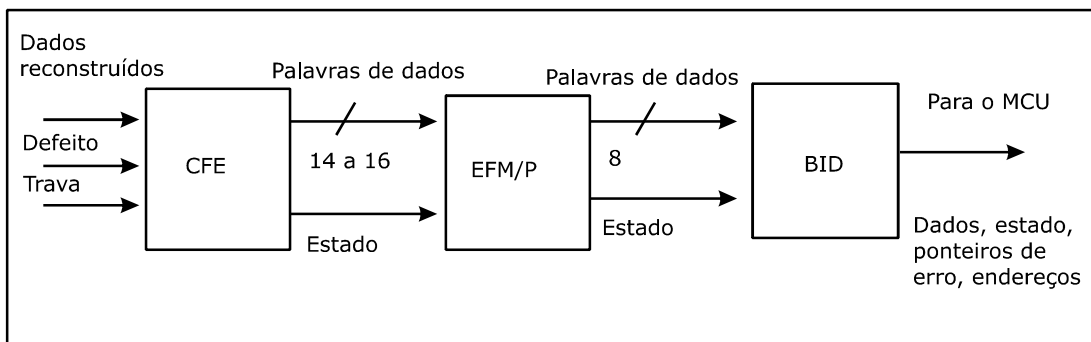 Dados
reconstruídos
Defeito
Trava
CFE
Palavras de dados
14 a 16
Estado
EFM/P
Palavras de dados
8
Estado
BID
Para o MCU
Dados, estado,
ponteiros de
erro, endereços